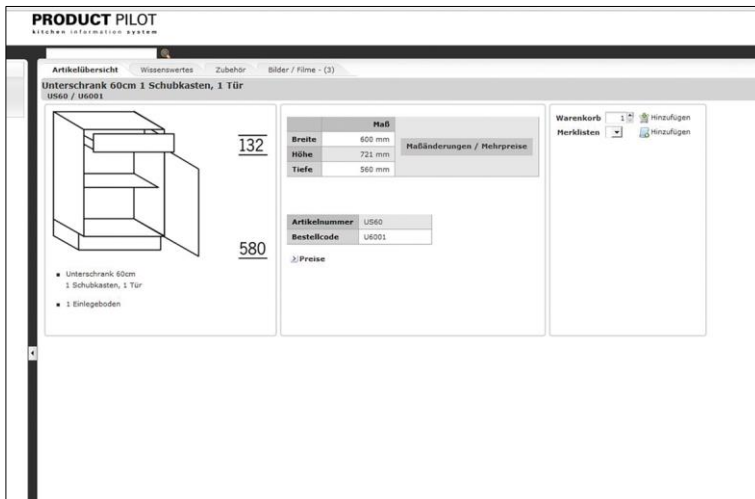 PRODUCT PILOT
kitchen information system
Artikelübersicht Wissenswertes Zubehör Bilder / Filme - (3)
Unterschrank 60cm 1 Schubkasten, 1 Tür
US60 / U6001
132
580
Unterschrank 60cm
1 Schubkasten, 1 Tür
1 Einlegeboden
Maß
Breite 600 mm
Höhe 721 mm
Tiefe 560 mm
Maßänderungen / Mehrpreise
Artikelnummer US60
Bestellcode U6001
Preise
Warenkorb 1 Hinzufügen
Merklisten Hinzufügen